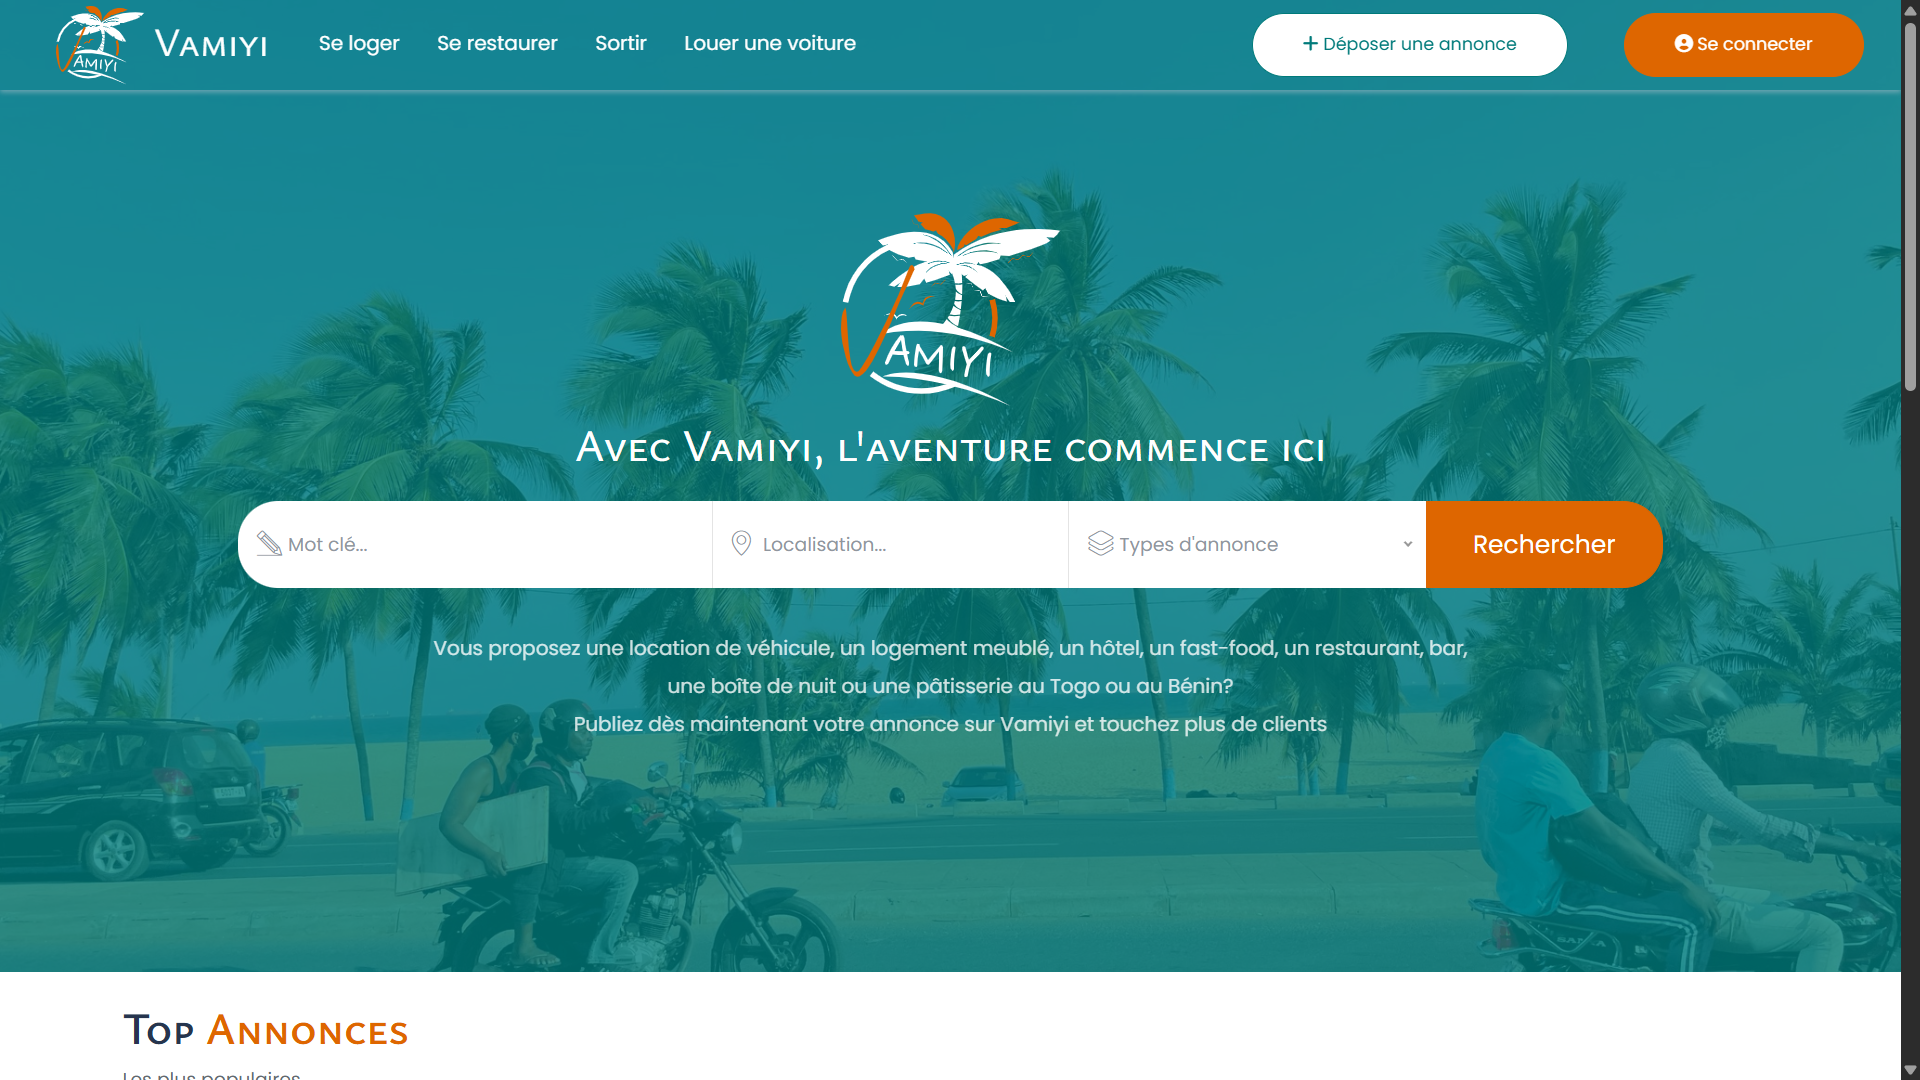 AMIYI
VAMIYI
Se loger
Se restaurer
Sortir
Louer une voiture
+ Déposer une annonce
Se connecter
AMIYI
AVEC VAMIYI, L'AVENTURE COMMENCE ICI
Mot clé...
Localisation...
Types d'annonce
Rechercher
Vous proposez une location de véhicule, un logement meublé, un hôtel, un fast-food, un restaurant, bar,
une boîte de nuit ou une pâtisserie au Togo ou au Bénin?
Publiez dès maintenant votre annonce sur Vamiyi et touchez plus de clients
TOP ANNONCES
Les plus populaires